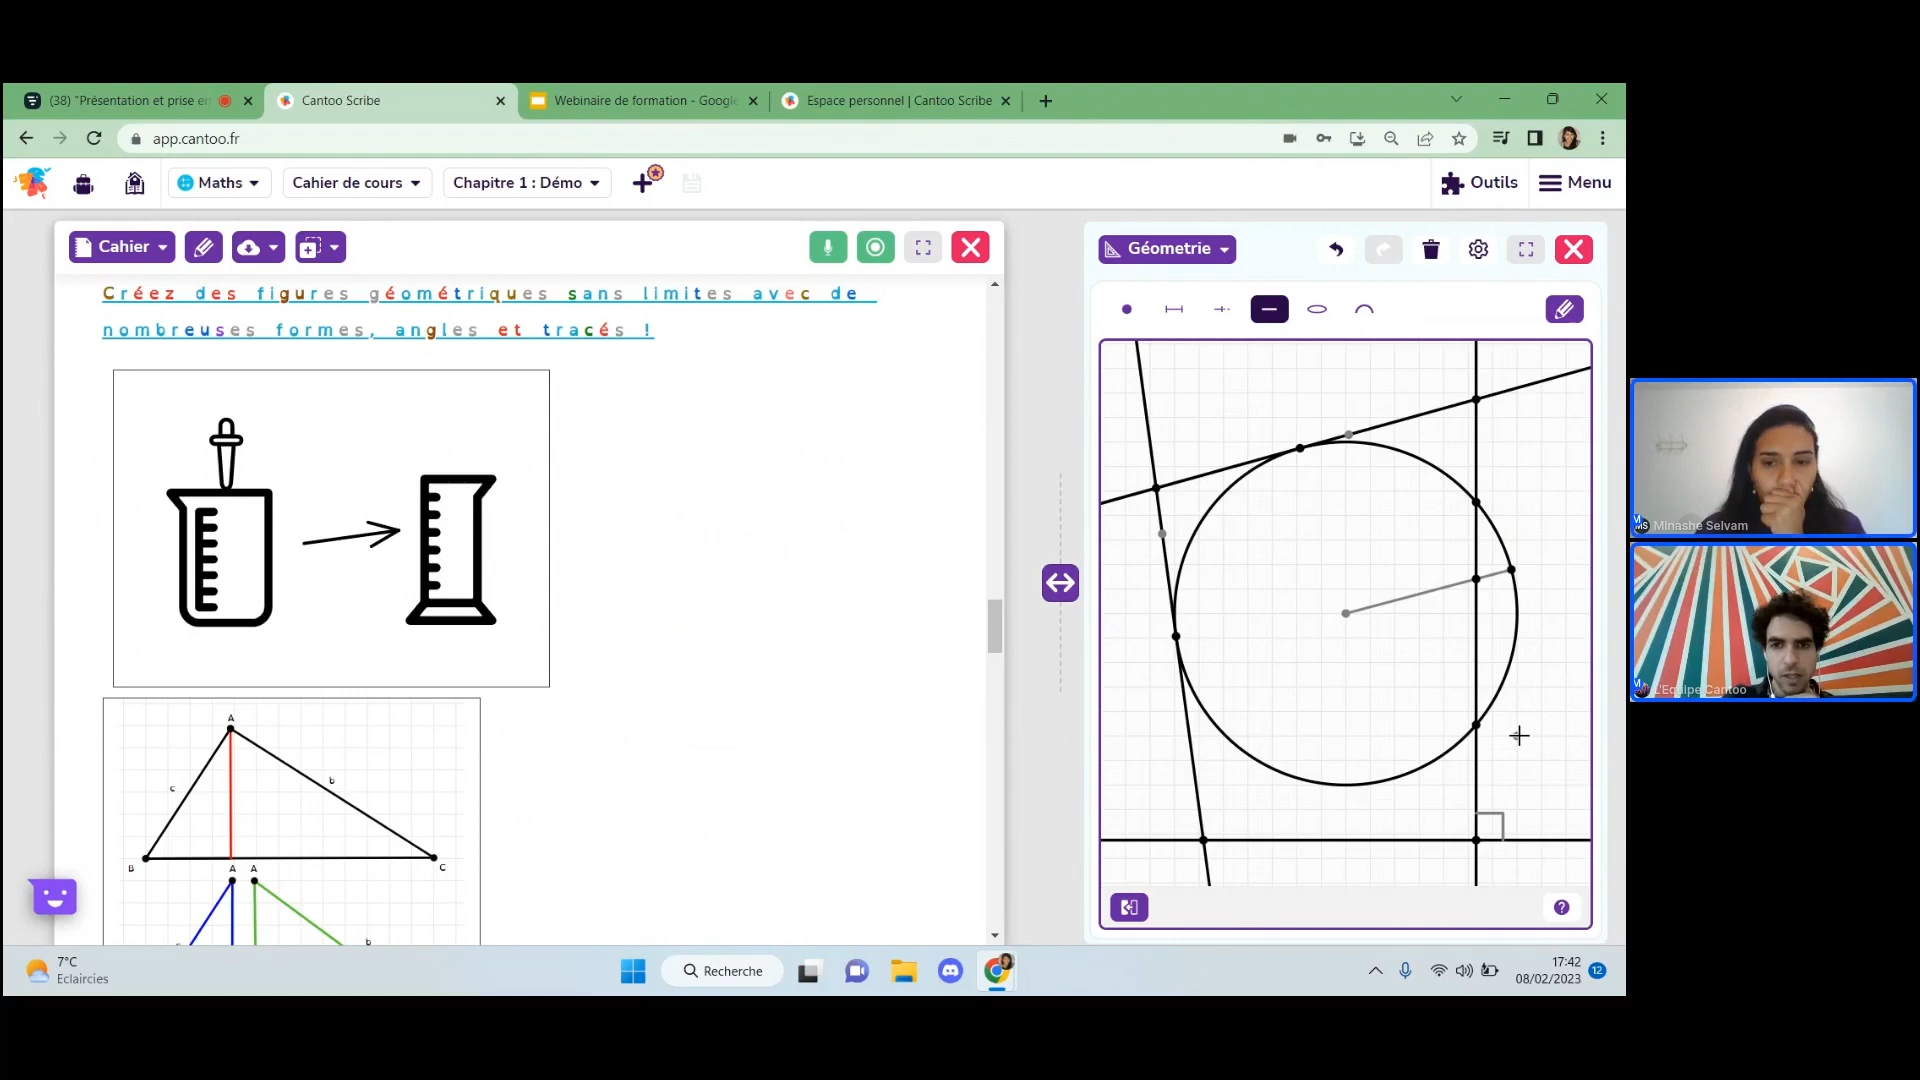 (38) "Présentation et prise en
Cantoo Scribe
Webinaire de formation - Google
Espace personnel | Cantoo Scribe
app.cantoo.fr
Maths
Cahier de cours
Chapitre 1 : Démo
Outils
Menu
Cahier
Géometrie
Créez des figures géométriques sans limites avec de
nombreuses formes, angles et tracés !
A
c
b
B
C
A A
b
Minashe Selvam
MS
L'Equipe Cantoo
7°C
Eclaircies
Recherche
17:42
08/02/2023
12